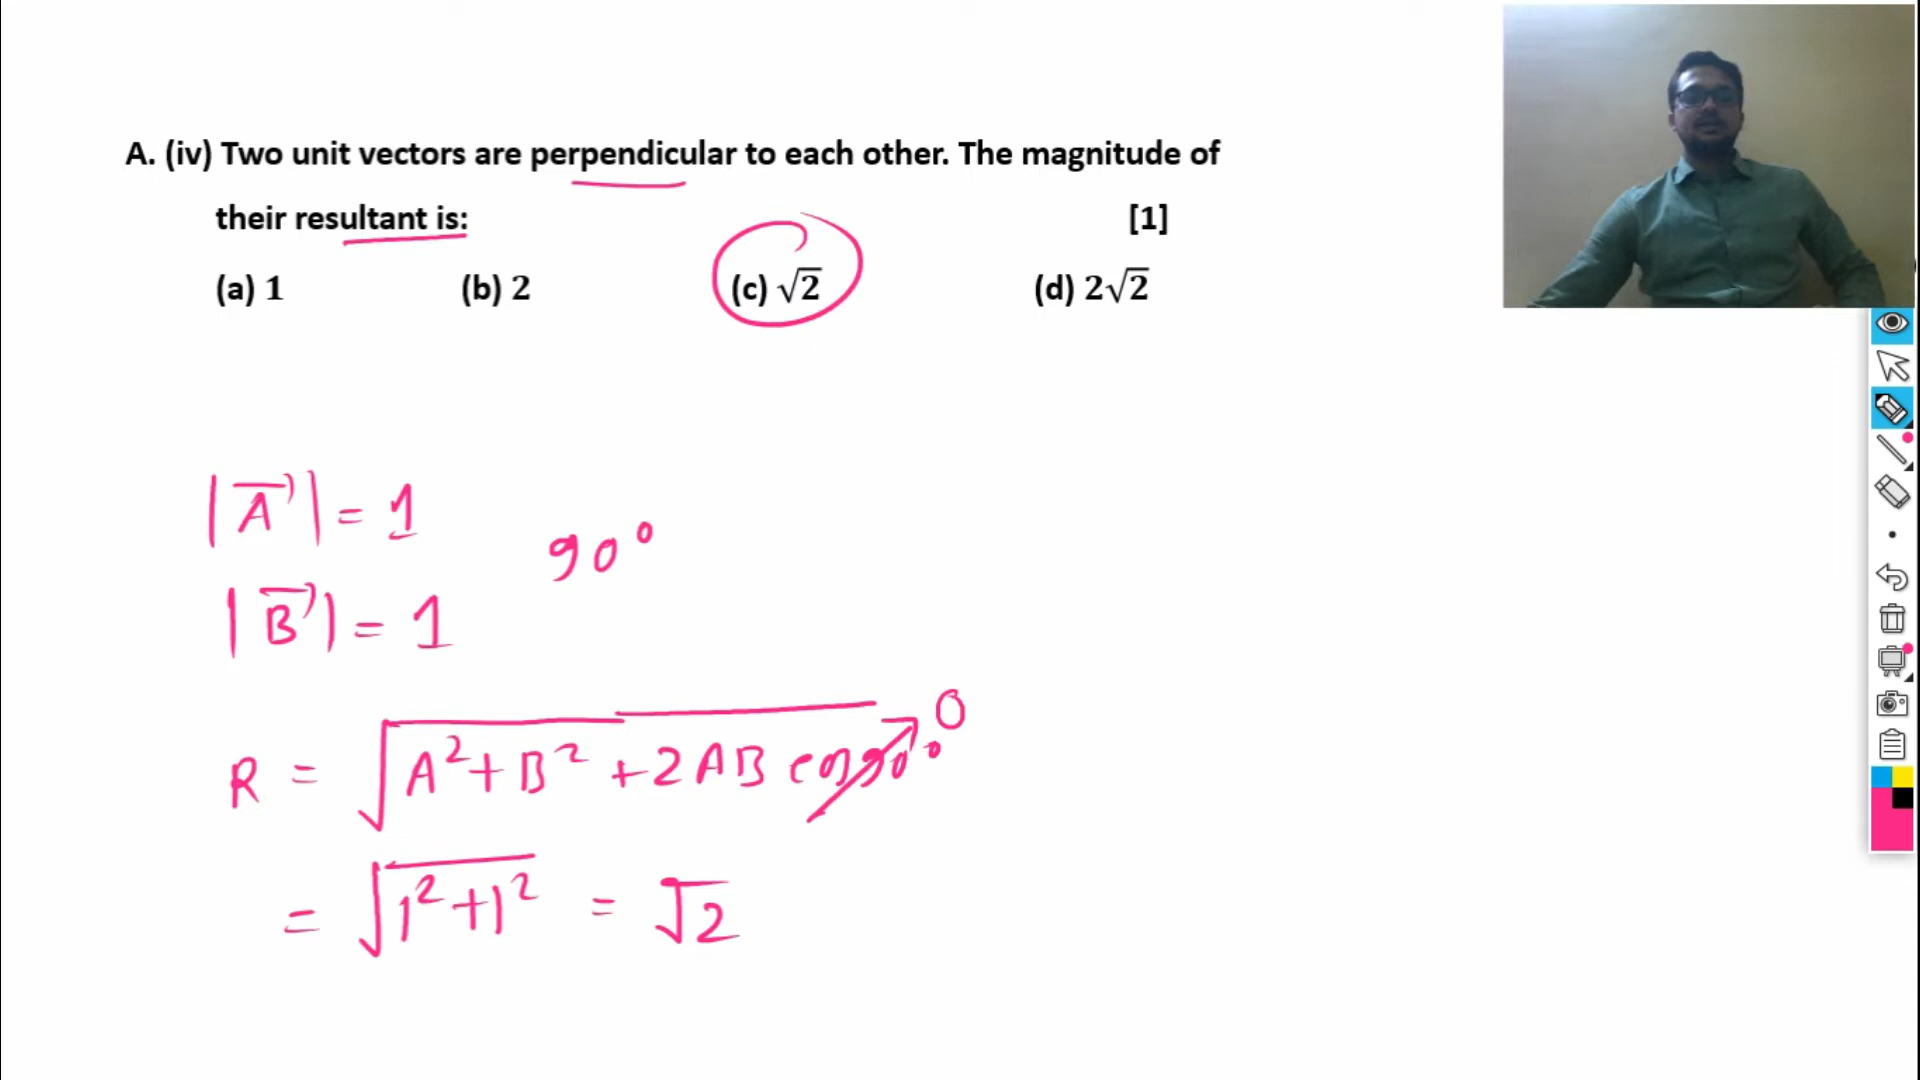 A. (iv) Two unit vectors are perpendicular to each other. The magnitude of
their resultant is: [1]
(a) 1 (b) 2 (c) √2 (d) 2√2
|A⃗| = 1
90°
|B⃗| = 1
R = √(A² + B² + 2AB cos 90°) 0
= √(1² + 1²) = √2